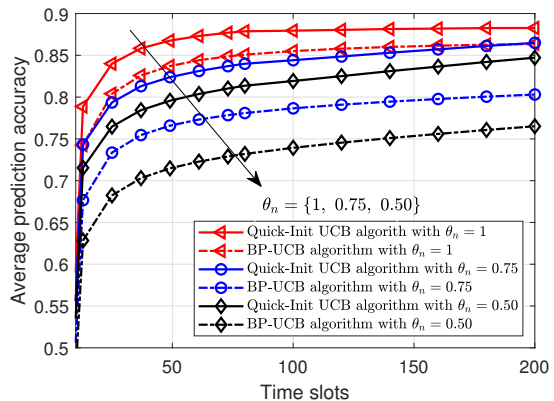 0.9
0.85
0.8
0.75
0.7
0.65
0.6
0.55
0.5
Average prediction accuracy
θₙ = {1, 0.75, 0.50}
Quick-Init UCB algorith with θₙ = 1
BP-UCB algorithm with θₙ = 1
Quick-Init UCB algorithm with θₙ = 0.75
BP-UCB algorithm with θₙ = 0.75
Quick-Init UCB algorithm with θₙ = 0.50
BP-UCB algorithm with θₙ = 0.50
50 100 150 200
Time slots